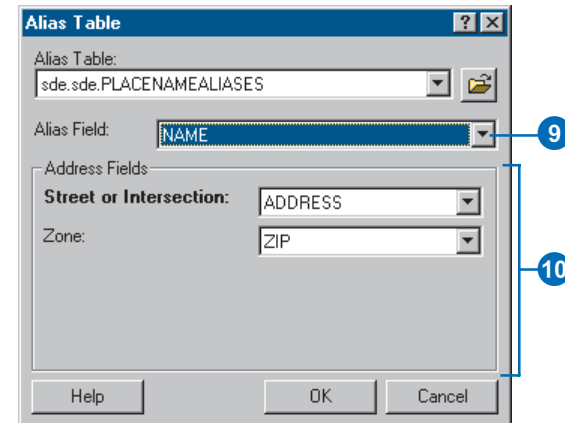 Alias Table
Alias Table:
sde.sde.PLACENAMEALIASES
Alias Field: NAME
9
Address Fields
Street or Intersection: ADDRESS
Zone: ZIP
10
Help OK Cancel